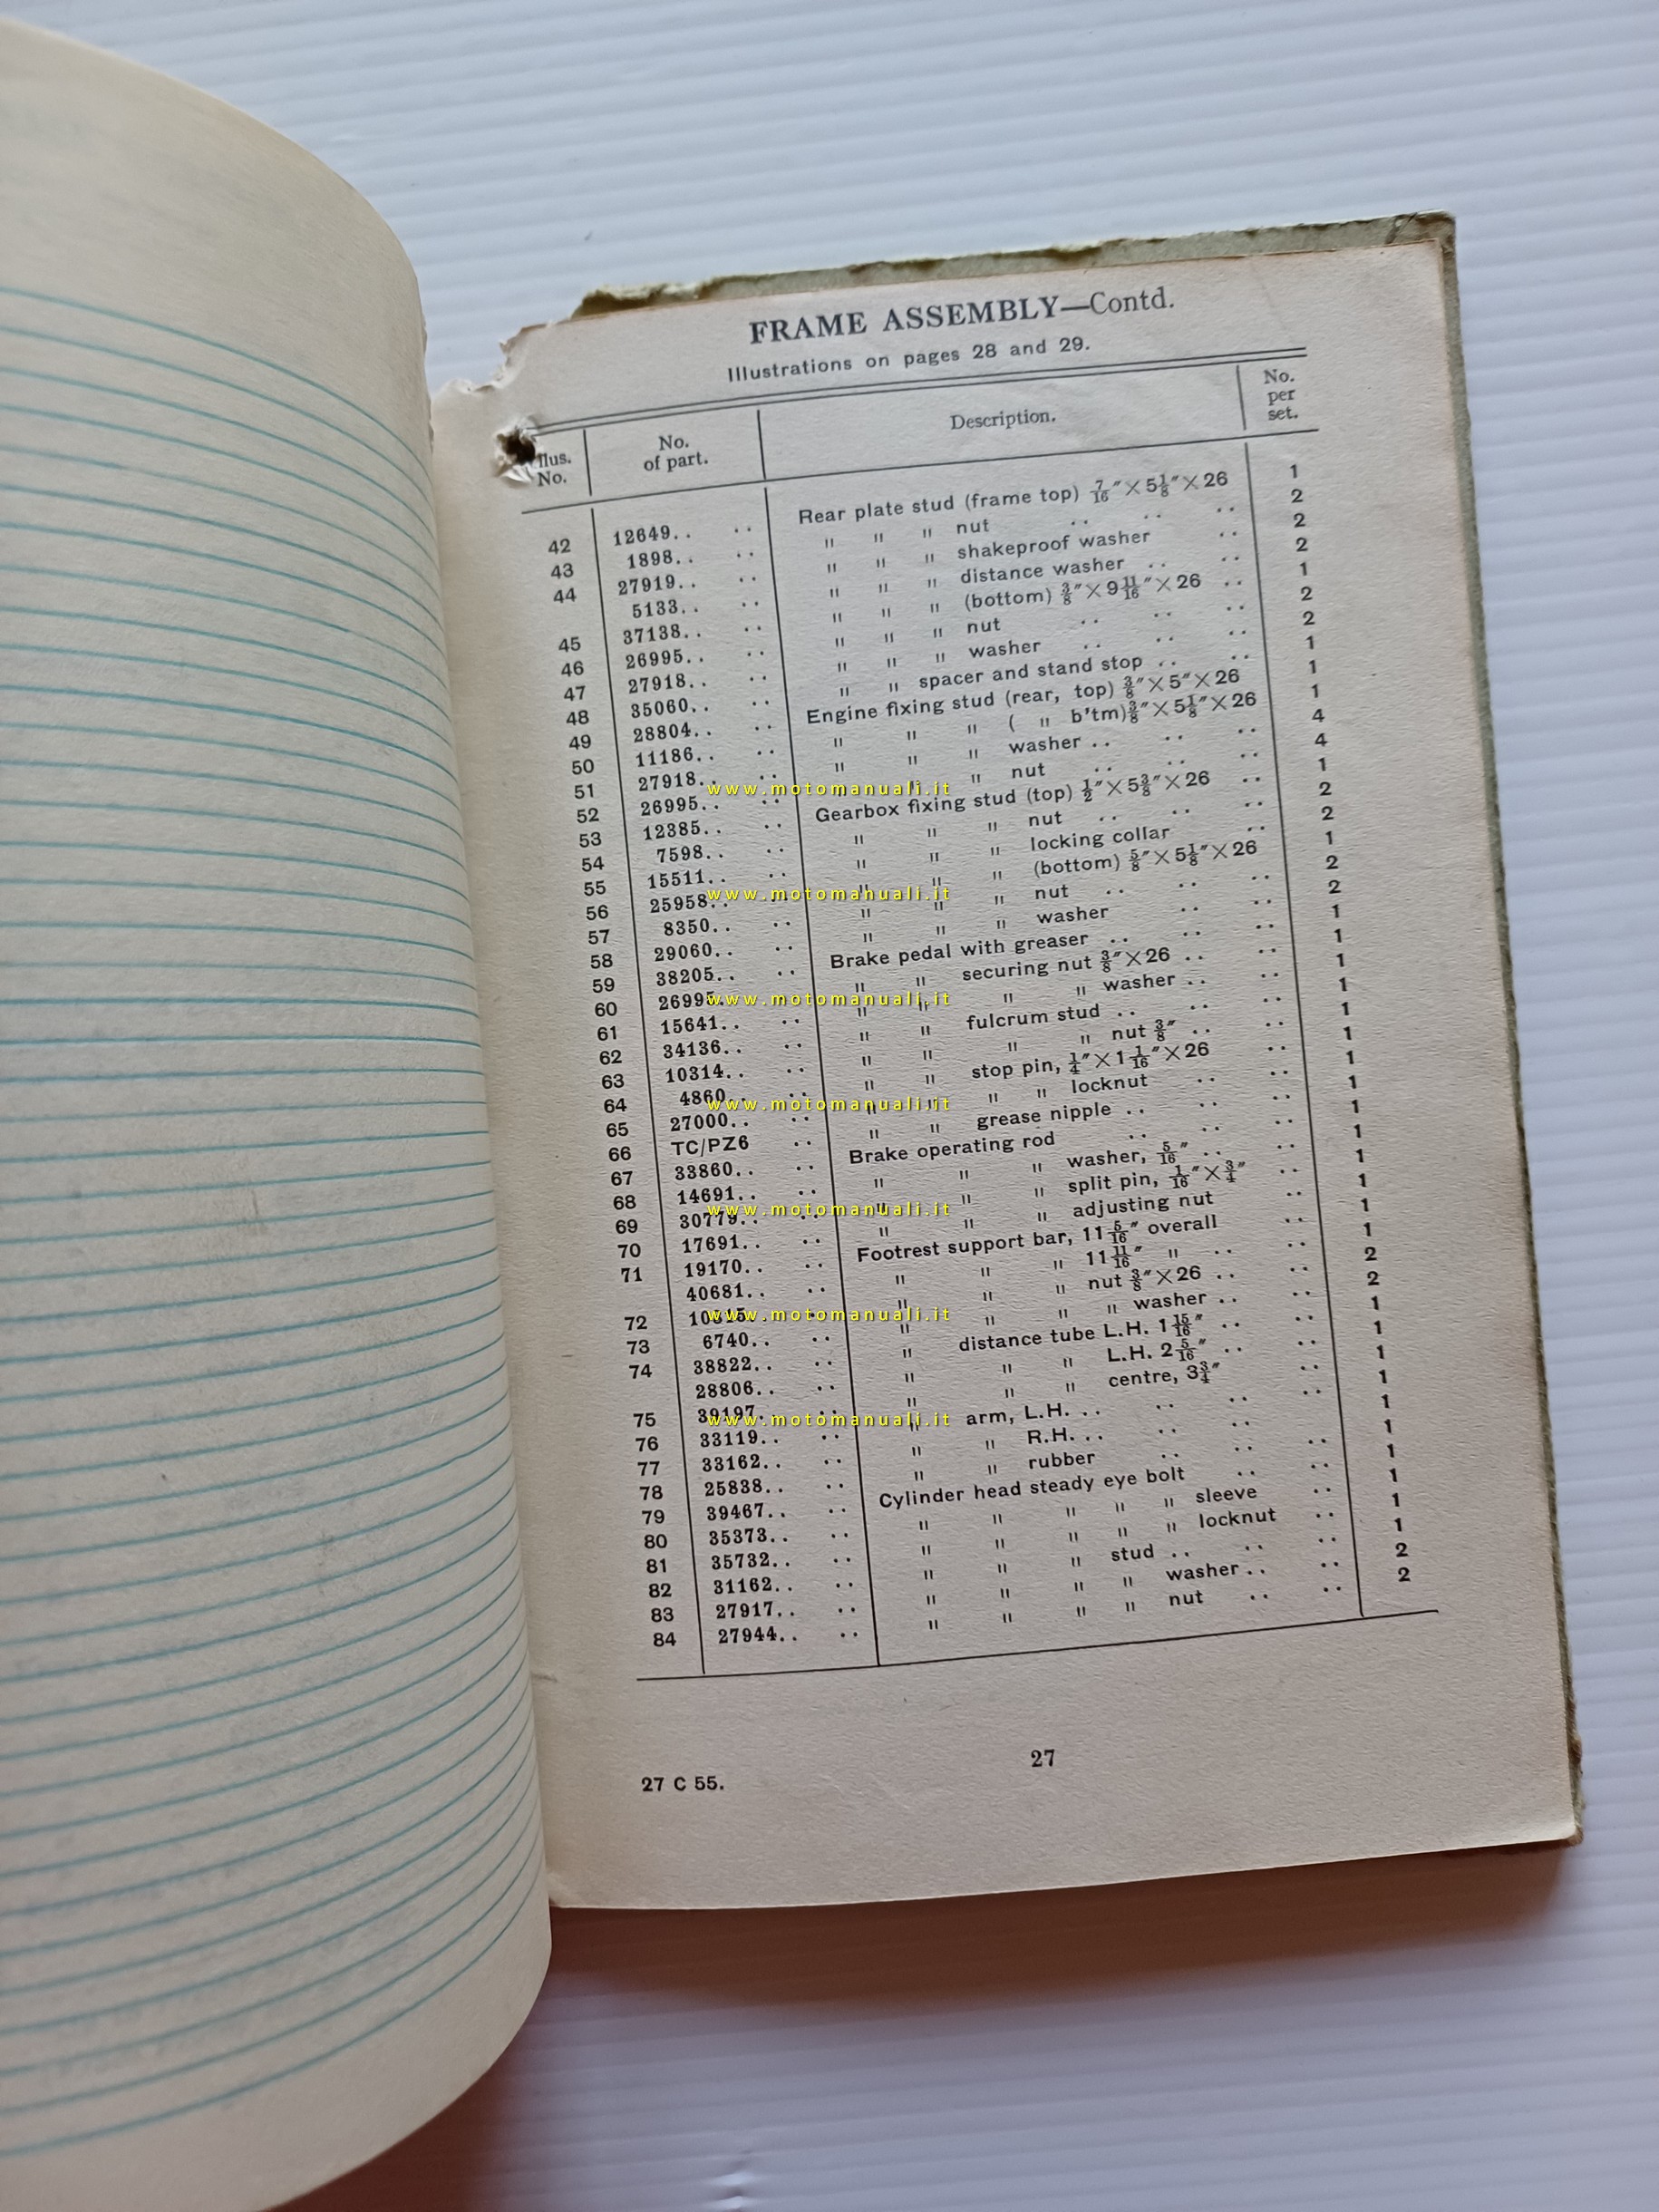 FRAME ASSEMBLY—Contd.
Illustrations on pages 28 and 29.
Illus. No. No. of part. Description. No. per set.
42 12649.. .. Rear plate stud (frame top) 7/16″×5 1/8″×26 1
43 1898.. .. " " " nut .. .. .. 2
44 27919.. .. " " " shakeproof washer .. 2
5133.. .. " " " distance washer .. .. 2
45 37138.. .. " " " (bottom) 3/8″×9 11/16″×26 .. 1
46 26995.. .. " " " nut .. .. .. 2
47 27918.. .. " " " washer .. .. .. 2
48 35060.. .. " " spacer and stand stop .. .. 1
49 28804.. .. Engine fixing stud (rear, top) 3/8″×5″×26 1
50 11186.. .. " " " ( " b'tm) 3/8″×5 1/8″×26 1
51 27918.. .. " " " washer .. .. .. 4
52 26995.. .. " " " nut .. .. .. 4
53 12385.. .. Gearbox fixing stud (top) 1/2″×5 3/8″×26 .. 1
54 7598.. .. " " " nut .. .. .. 2
55 15511.. .. " " " locking collar .. 2
56 25958.. .. " " " (bottom) 5/8″×5 1/8″×26 1
57 8350.. .. " " " nut .. .. .. 2
58 29060.. .. " " " washer .. .. 2
59 38205.. .. Brake pedal with greaser .. .. .. 1
60 26995.. .. " " securing nut 3/8″×26 .. .. 1
61 15641.. .. " " " " washer .. .. 1
62 34136.. .. " " fulcrum stud .. .. .. 1
63 10314.. .. " " " " nut 3/8″ .. .. 1
64 4860.. .. " " stop pin, 1/4″×1 1/16″×26 .. 1
65 27000.. .. " " " " locknut .. .. 1
66 TC/PZ6 .. " " grease nipple .. .. .. 1
67 33860.. .. Brake operating rod .. .. .. 1
68 14691.. .. " " " washer, 5/16″ .. .. 1
69 30779.. .. " " " split pin, 1/16″×3/4″ .. 1
70 17691.. .. " " " adjusting nut .. 1
71 19170.. .. Footrest support bar, 11 5/16″ overall .. 1
40681.. .. " " " 11 11/16″ " .. .. 1
72 10315.. .. " " " nut 3/8″×26 .. .. 2
73 6740.. .. " " " " washer .. .. 2
74 38822.. .. " distance tube L.H. 1 15/16″ .. .. 1
28806.. .. " " " L.H. 2 5/16″ .. .. 1
75 39197.. .. " " " centre, 3 3/4″ .. 1
76 33119.. .. " arm, L.H. .. .. .. .. 1
77 33162.. .. " " R.H. .. .. .. 1
78 25838.. .. " " rubber .. .. .. 1
79 39467.. .. Cylinder head steady eye bolt .. .. 1
80 35373.. .. " " " " " sleeve .. 1
81 35732.. .. " " " " " locknut .. 1
82 31162.. .. " " " stud .. .. .. 1
83 27917.. .. " " " " washer .. .. 2
84 27944.. .. " " " " nut .. .. 2
www.motomanuali.it
www.motomanuali.it
www.motomanuali.it
www.motomanuali.it
www.motomanuali.it
www.motomanuali.it
www.motomanuali.it
27
27 C 55.